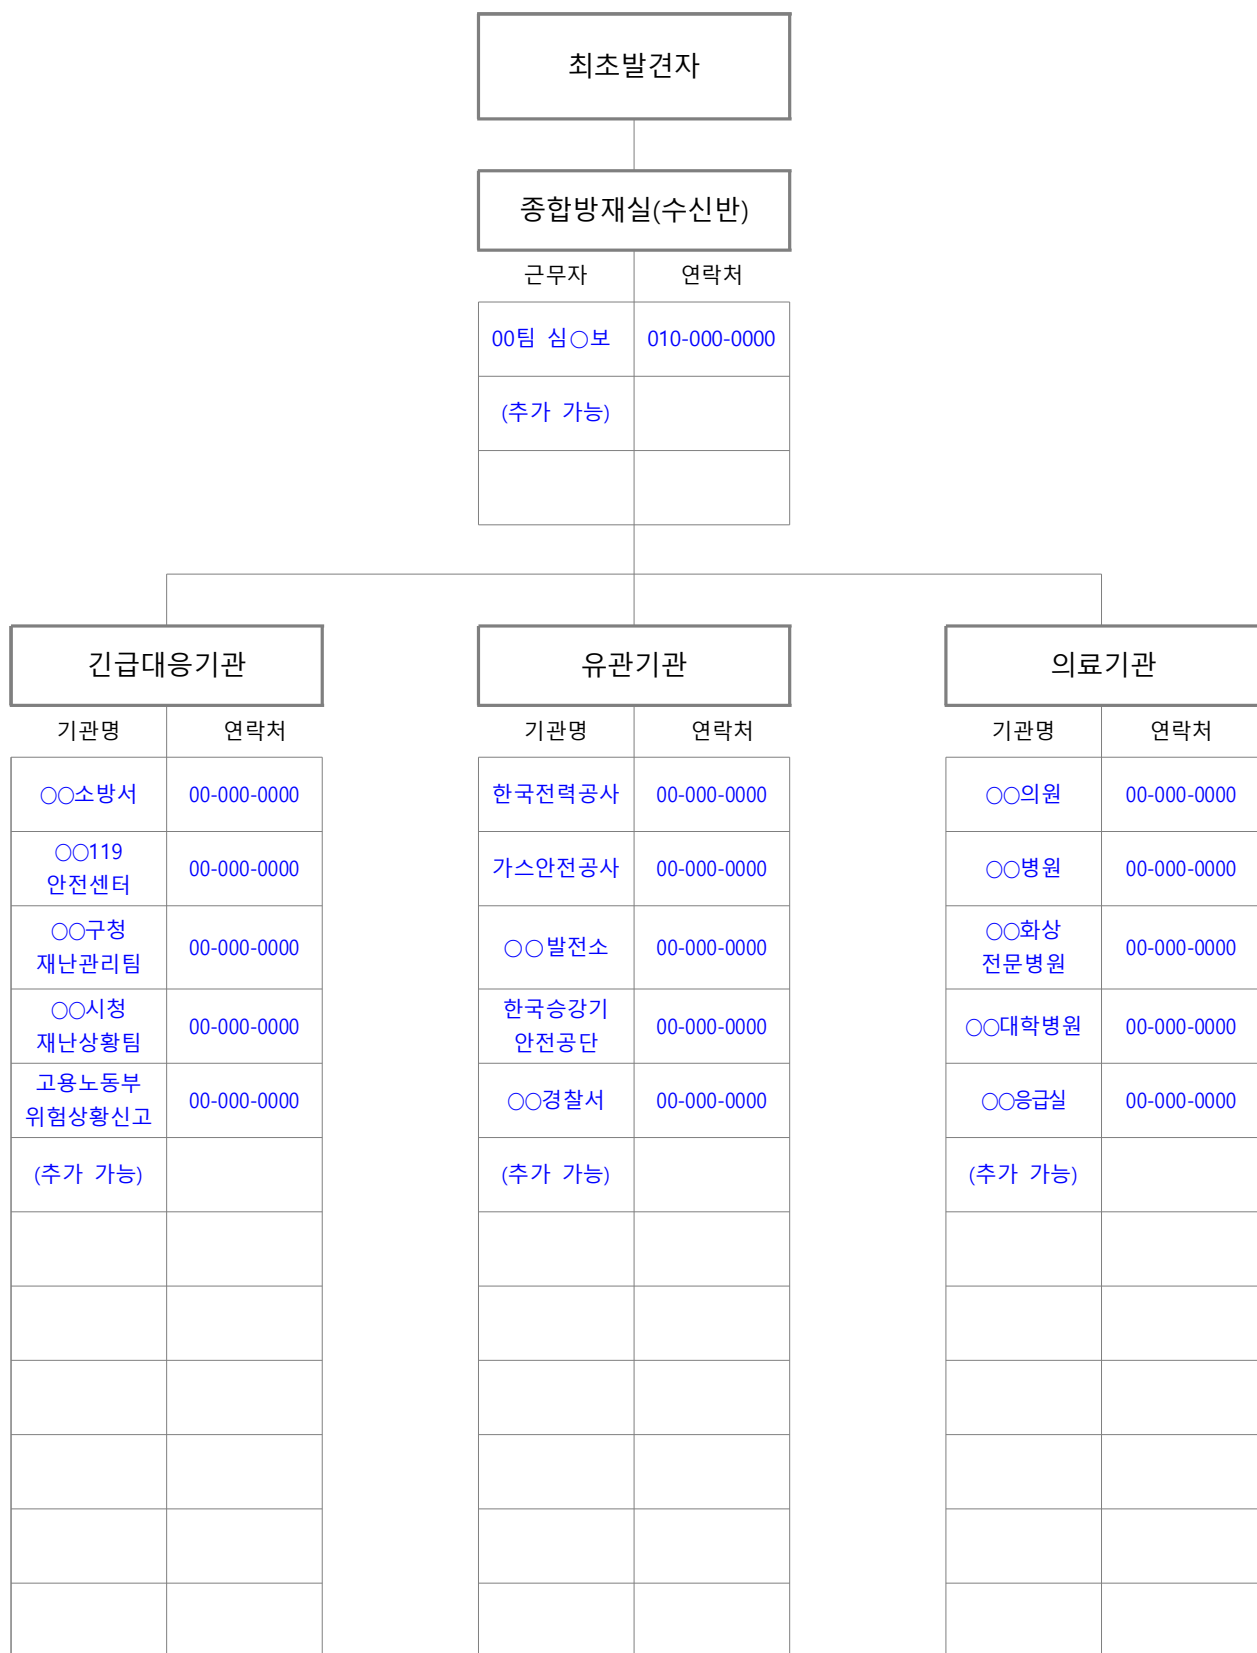 최초발견자
종합방재실(수신반)
근무자 연락처
00팀 심○보 010-000-0000
(추가 가능)
긴급대응기관
기관명 연락처
○○소방서 00-000-0000
○○119
안전센터
00-000-0000
○○구청
재난관리팀
00-000-0000
○○시청
재난상황팀
00-000-0000
고용노동부
위험상황신고
00-000-0000
(추가 가능)
유관기관
기관명 연락처
한국전력공사 00-000-0000
가스안전공사 00-000-0000
○○발전소 00-000-0000
한국승강기
안전공단
00-000-0000
○○경찰서 00-000-0000
(추가 가능)
의료기관
기관명 연락처
○○의원 00-000-0000
○○병원 00-000-0000
○○화상
전문병원
00-000-0000
○○대학병원 00-000-0000
○○응급실 00-000-0000
(추가 가능)